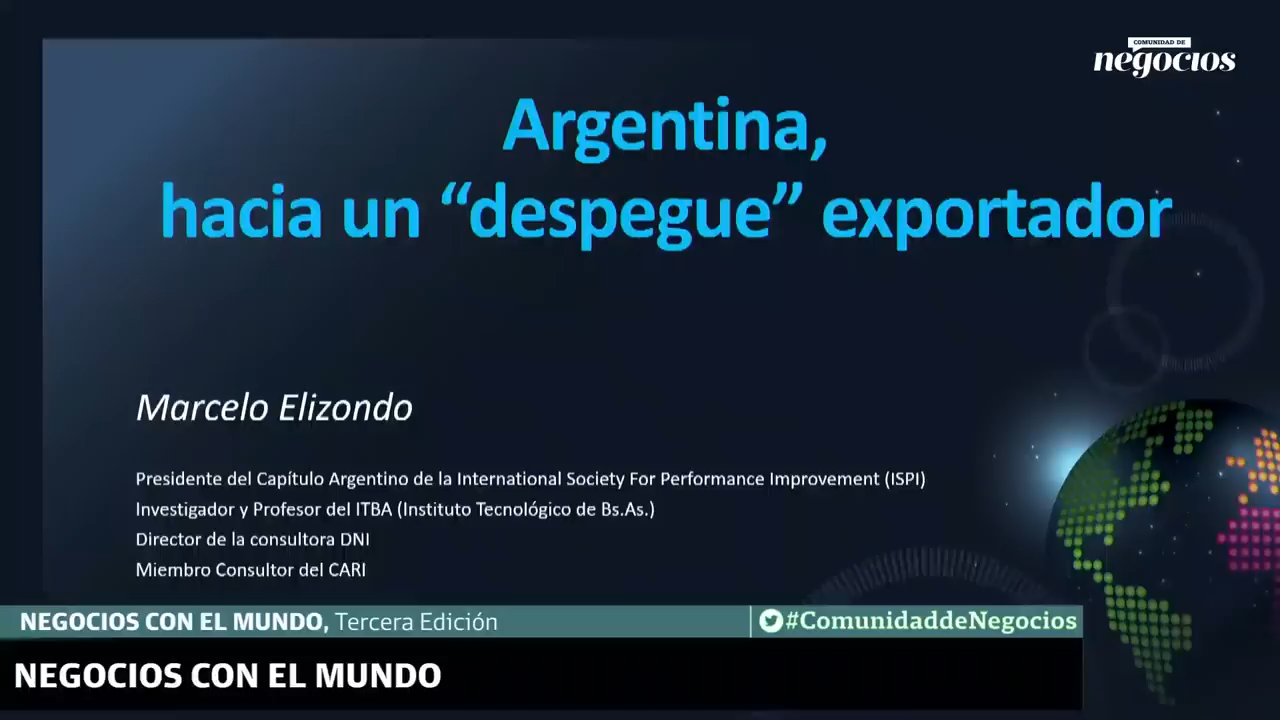 COMUNIDAD DE
negocios
Argentina,
hacia un “despegue” exportador
Marcelo Elizondo
Presidente del Capítulo Argentino de la International Society For Performance Improvement (ISPI)
Investigador y Profesor del ITBA (Instituto Tecnológico de Bs.As.)
Director de la consultora DNI
Miembro Consultor del CARI
NEGOCIOS CON EL MUNDO, Tercera Edición
#ComunidaddeNegocios
NEGOCIOS CON EL MUNDO